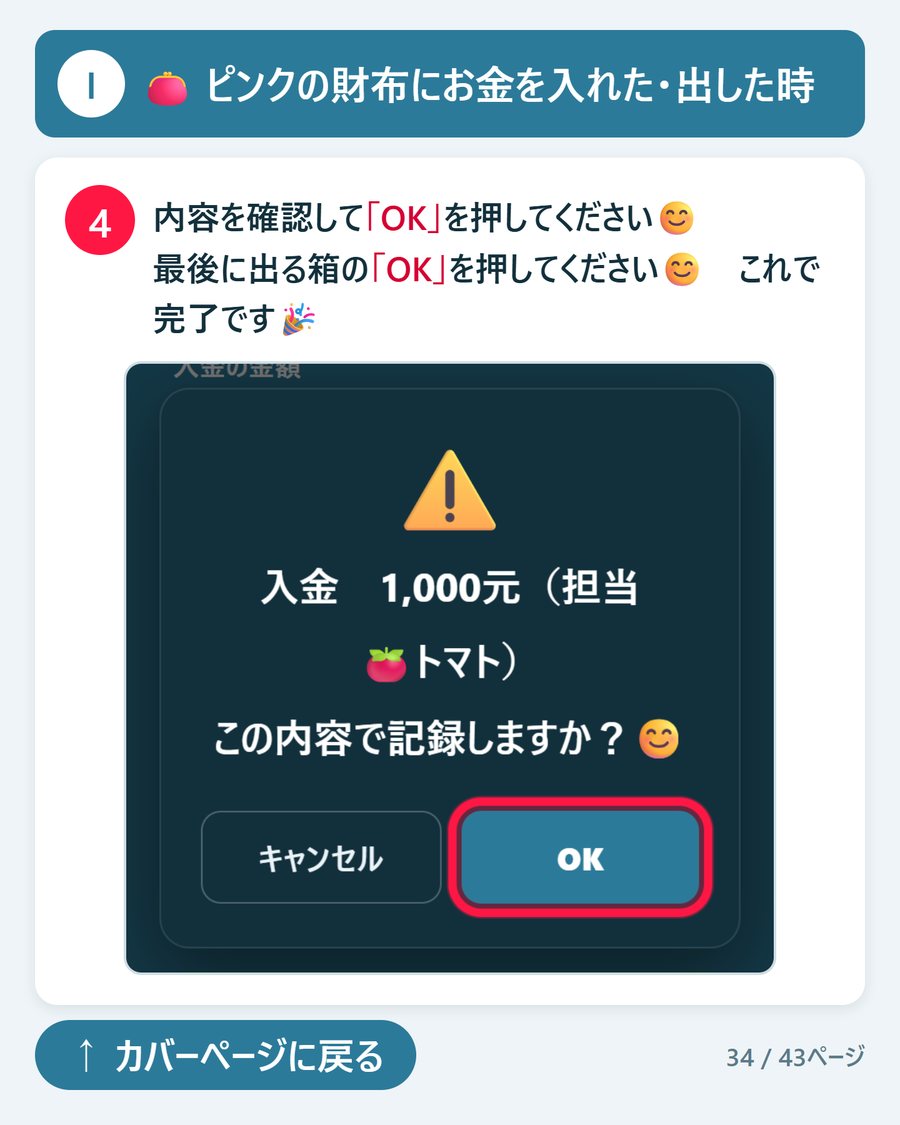 I 👛 ピンクの財布にお金を入れた・出した時
4 内容を確認して「OK」を押してください😊
最後に出る箱の「OK」を押してください😊　これで
完了です🎉
入金の金額
⚠️
入金　1,000元（担当
🍅トマト）
この内容で記録しますか？😊
キャンセル
OK
↑ カバーページに戻る
34 / 43ページ